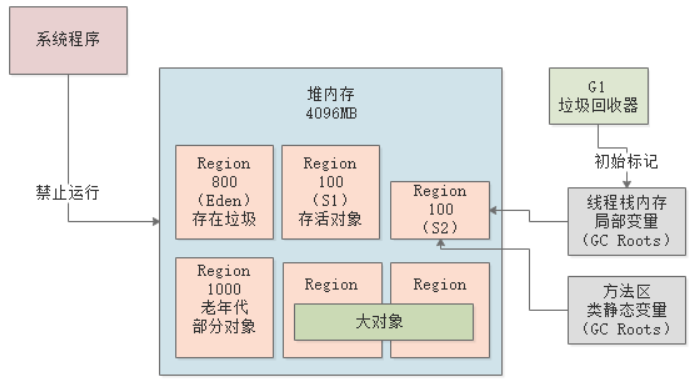 系统程序
禁止运行
堆内存
4096MB
Region
800
（Eden）
存在垃圾
Region
100
（S1）
存活对象
Region
100
（S2）
Region
1000
老年代
部分对象
Region
Region
大对象
G1
垃圾回收器
初始标记
线程栈内存
局部变量
（GC Roots）
方法区
类静态变量
（GC Roots）